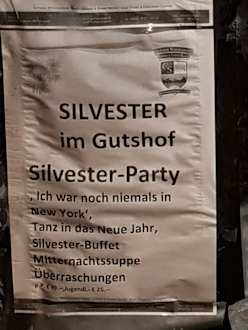 SILVESTER
im Gutshof
Silvester-Party
‚Ich war noch niemals in
New York‘,
Tanz in das Neue Jahr,
Silvester-Buffet
Mitternachtssuppe
Überraschungen